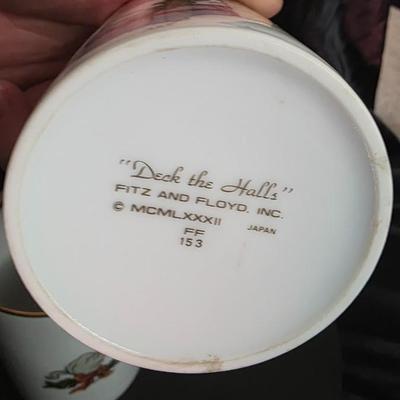 "Deck the Halls"
FITZ AND FLOYD, INC.
© MCMLXXXII
JAPAN
FF
153